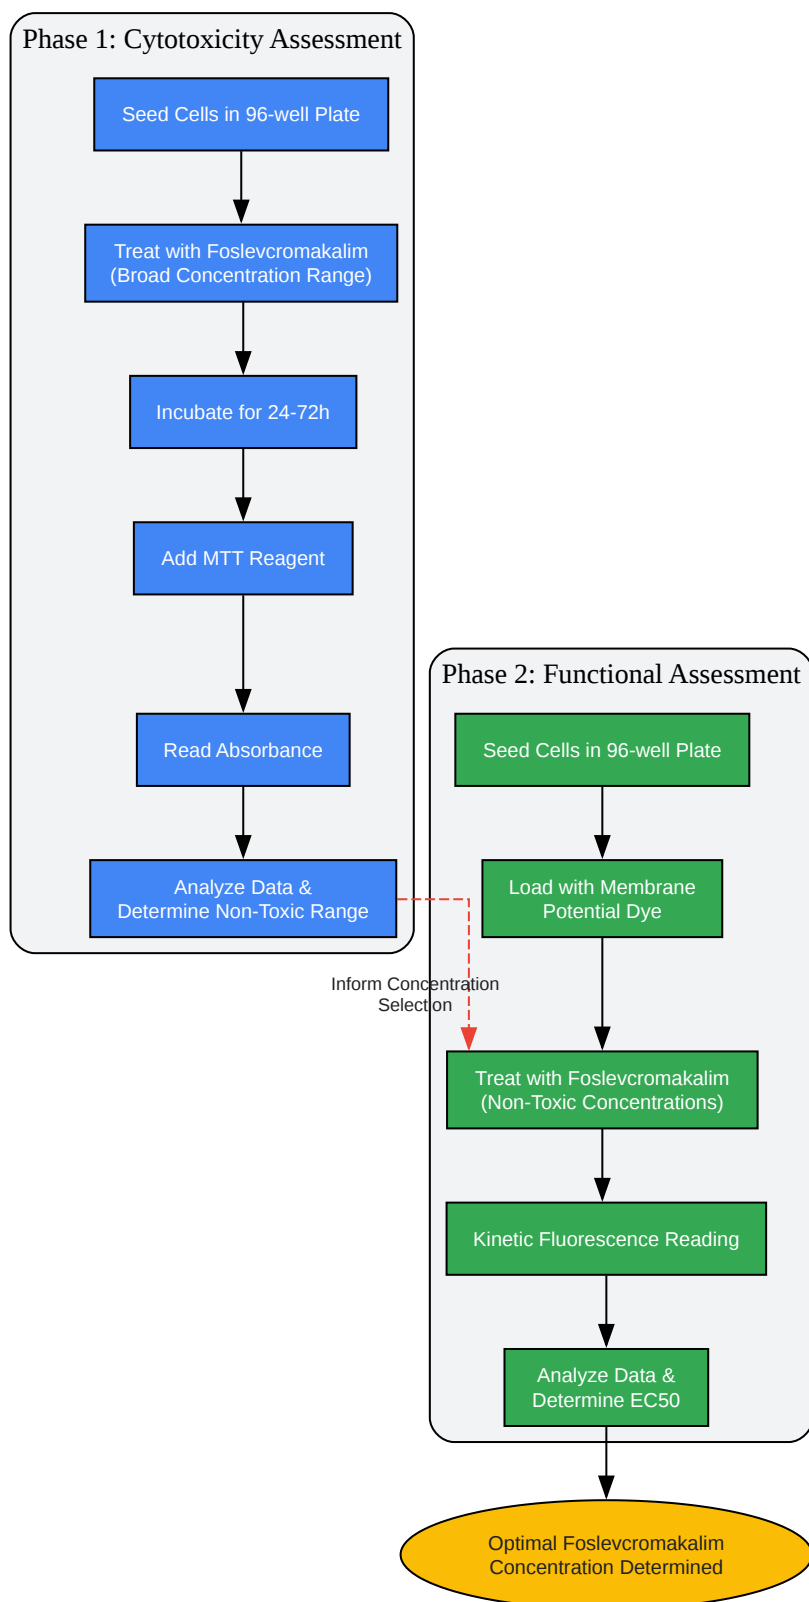 Phase 1: Cytotoxicity Assessment
Seed Cells in 96-well Plate
Treat with Foslevcromakalim
(Broad Concentration Range)
Incubate for 24-72h
Add MTT Reagent
Read Absorbance
Analyze Data &
Determine Non-Toxic Range
Inform Concentration
Selection
Phase 2: Functional Assessment
Seed Cells in 96-well Plate
Load with Membrane
Potential Dye
Treat with Foslevcromakalim
(Non-Toxic Concentrations)
Kinetic Fluorescence Reading
Analyze Data &
Determine EC50
Optimal Foslevcromakalim
Concentration Determined